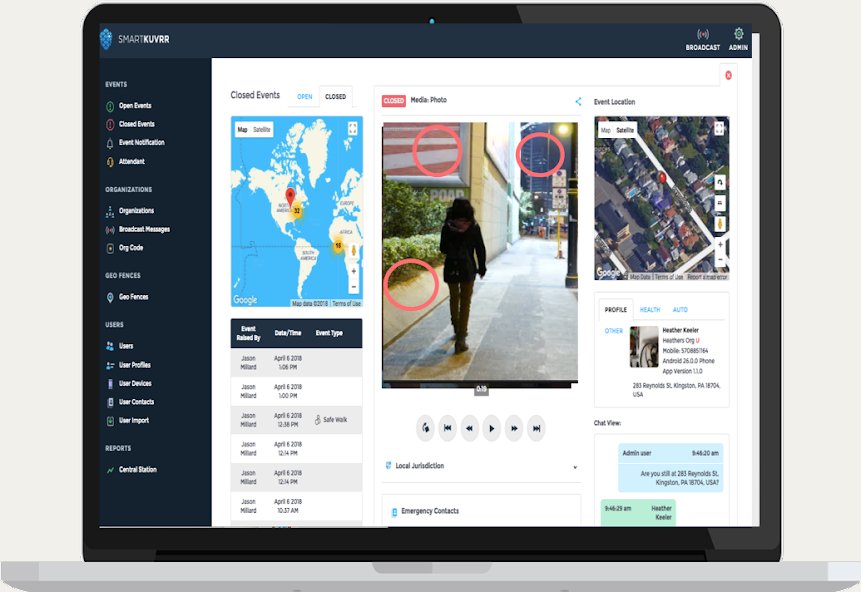 SMARTKUVRR
BROADCAST
ADMIN
EVENTS
Open Events
Closed Events
Event Notification
Attendant
ORGANIZATIONS
Organizations
Broadcast Messages
Org Code
GEO FENCES
Geo Fences
USERS
Users
User Profiles
User Devices
User Contacts
User Import
REPORTS
Central Station
Closed Events
OPEN
CLOSED
Map
Satellite
NORTH
AMERICA
32
EUROPE
AFRICA
16
SOUTH
AMERICA
Google
Map data ©2018
Terms of Use
Event
Raised By
Date/Time
Event Type
Jason
Millard
April 6 2018
1:06 PM
Jason
Millard
April 6 2018
1:00 PM
Jason
Millard
April 6 2018
12:38 PM
Safe Walk
Jason
Millard
April 6 2018
12:14 PM
Jason
Millard
April 6 2018
12:14 PM
Jason
Millard
April 6 2018
10:37 AM
CLOSED
Media: Photo
ROAD
0:19
Local Jurisdiction
Emergency Contacts
Event Location
Map
Satellite
Google
Map Data
Terms of Use
Report a map error
PROFILE
HEALTH
AUTO
OTHER
Heather Keeler
Heathers Org U
Mobile: 5708851164
Android 26.0.0 Phone
App Version 1.1.0
283 Reynolds St, Kingston, PA 18704,
USA
Chat View:
Admin user
9:46:20 am
Are you still at 283 Reynolds St,
Kingston, PA 18704, USA?
9:46:29 am
Heather
Keeler